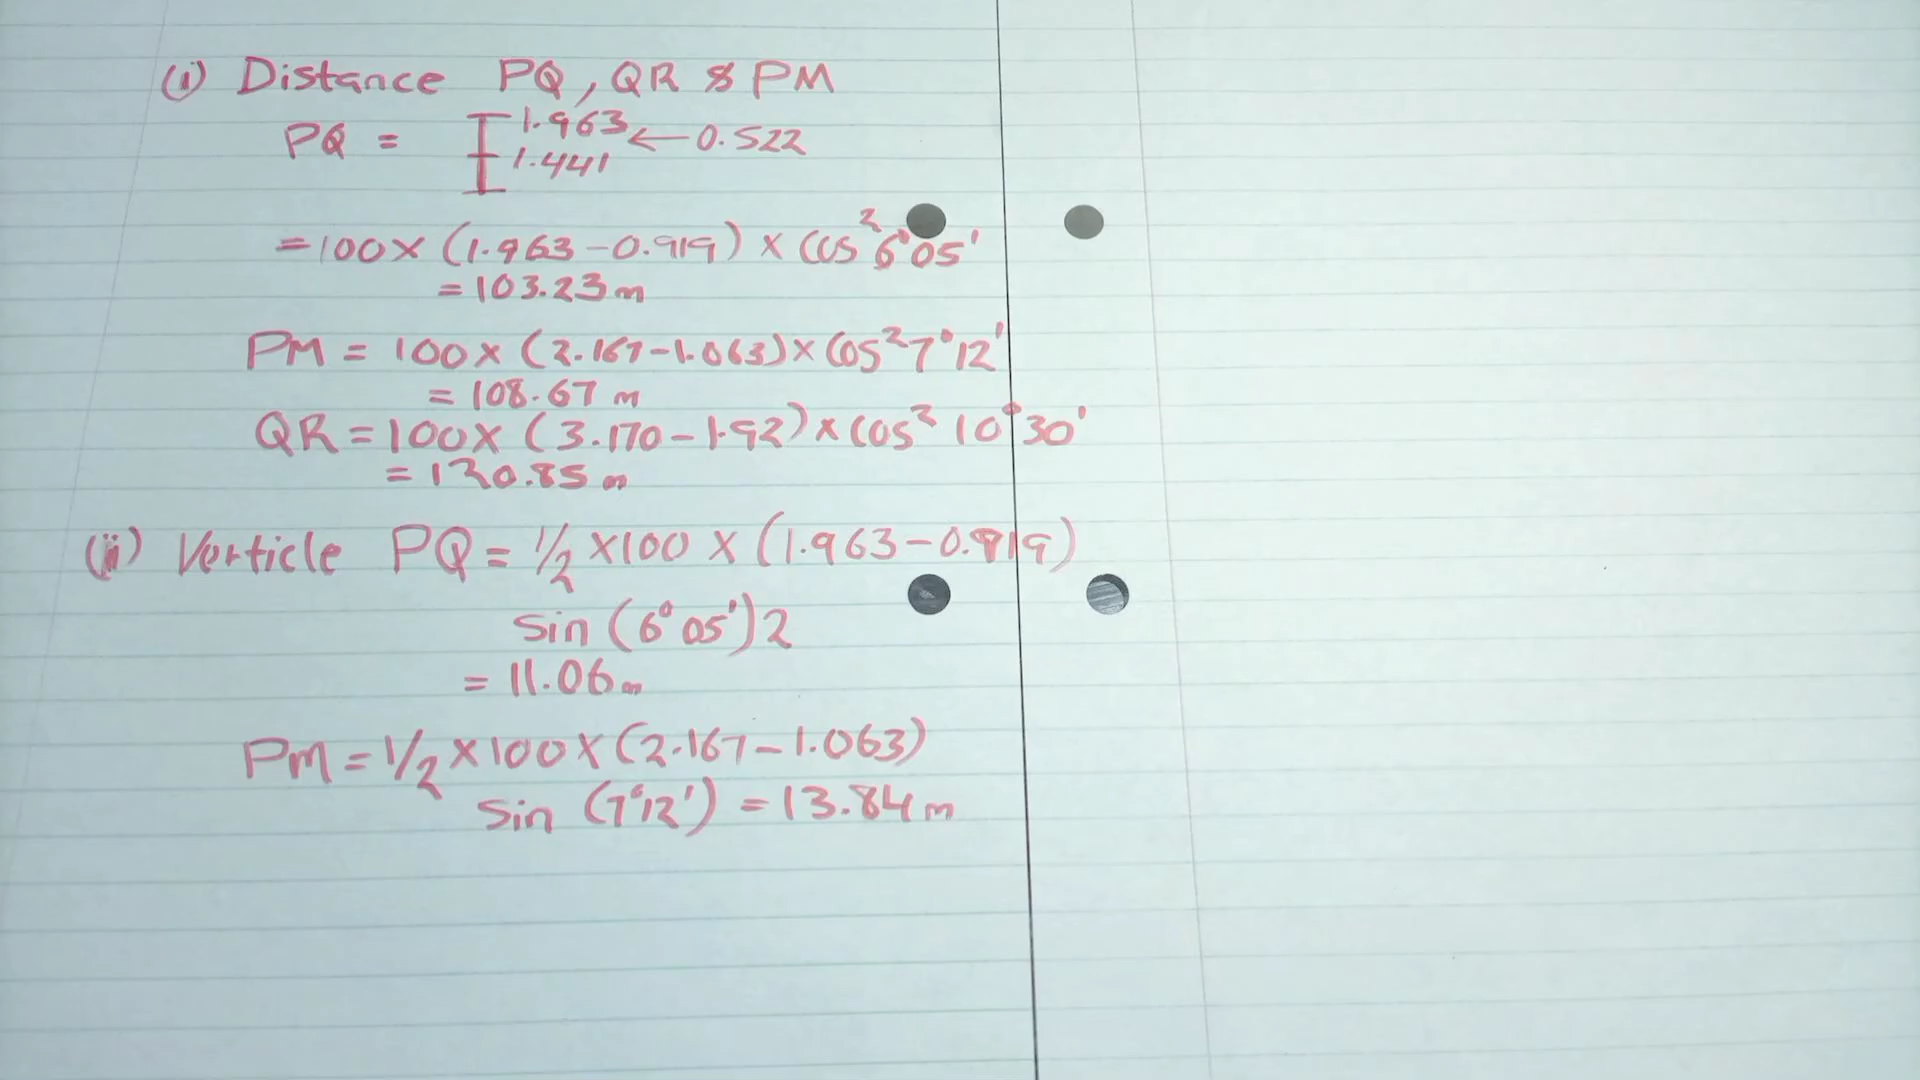 (i) Distance PQ, QR & PM
PQ = 1.963 ← 0.522
1.441
= 100 × (1.963 - 0.919) × Cos² 6°05'
= 103.23 m
PM = 100 × (2.167 - 1.063) × Cos² 7°12'
= 108.67 m
QR = 100 × (3.170 - 1.92) × Cos² 10°30'
= 120.85 m
(ii) Verticle PQ = 1/2 × 100 × (1.963 - 0.919)
Sin (6°05')2
= 11.06 m
Pm = 1/2 × 100 × (2.167 - 1.063)
Sin (7°12') = 13.84 m